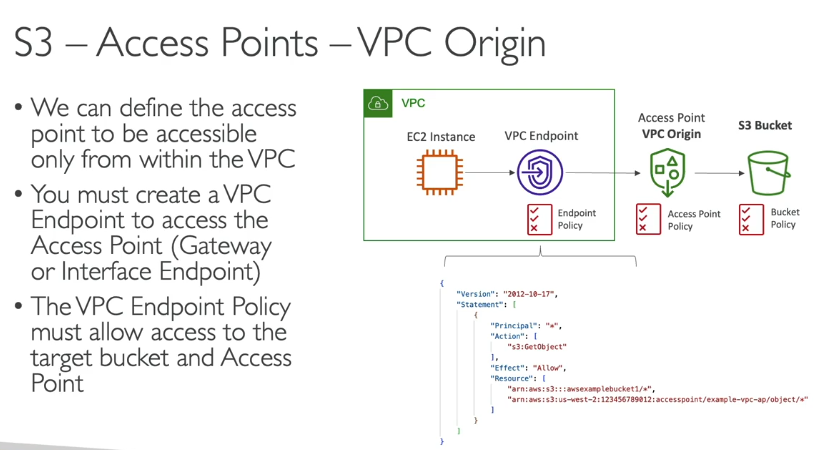 S3 – Access Points – VPC Origin
• We can define the access
point to be accessible
only from within the VPC
• You must create a VPC
Endpoint to access the
Access Point (Gateway
or Interface Endpoint)
• The VPC Endpoint Policy
must allow access to the
target bucket and Access
Point
VPC
EC2 Instance
VPC Endpoint
Access Point
VPC Origin
S3 Bucket
Endpoint
Policy
Access Point
Policy
Bucket
Policy
{
"Version": "2012-10-17",
"Statement": [
{
"Principal": "*",
"Action": [
"s3:GetObject"
],
"Effect": "Allow",
"Resource": [
"arn:aws:s3:::awsexamplebucket1/*",
"arn:aws:s3:us-west-2:123456789012:accesspoint/example-vpc-ap/object/*"
]
}
]
}